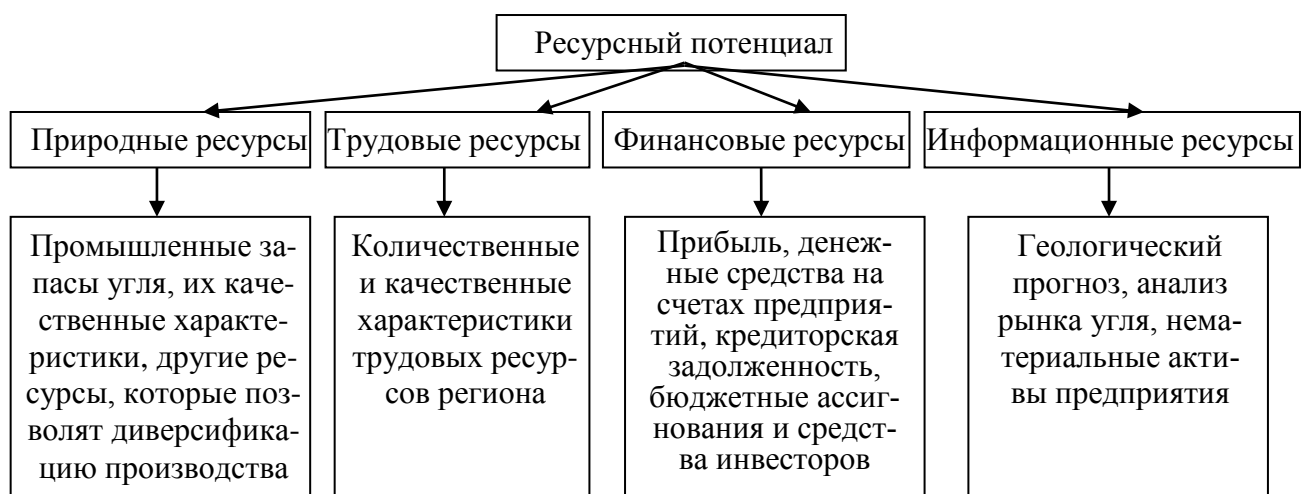 Ресурсный потенциал
Природные ресурсы
Трудовые ресурсы
Финансовые ресурсы
Информационные ресурсы
Промышленные за-
пасы угля, их каче-
ственные характе-
ристики, другие ре-
сурсы, которые поз-
волят диверсифика-
цию производства
Количественные
и качественные
характеристики
трудовых ресур-
сов региона
Прибыль, денеж-
ные средства на
счетах предприя-
тий, кредиторская
задолженность,
бюджетные ассиг-
нования и средст-
ва инвесторов
Геологический
прогноз, анализ
рынка угля, нема-
териальные акти-
вы предприятия